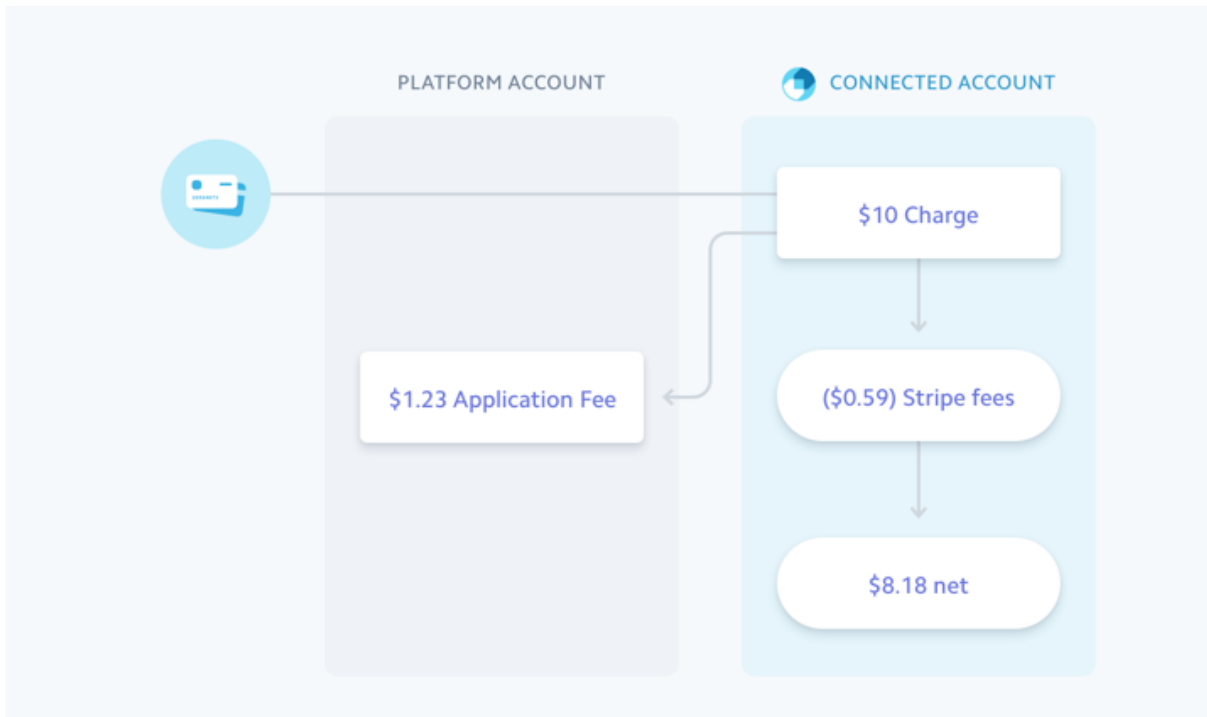 PLATFORM ACCOUNT
CONNECTED ACCOUNT
$10 Charge
$1.23 Application Fee
($0.59) Stripe fees
$8.18 net